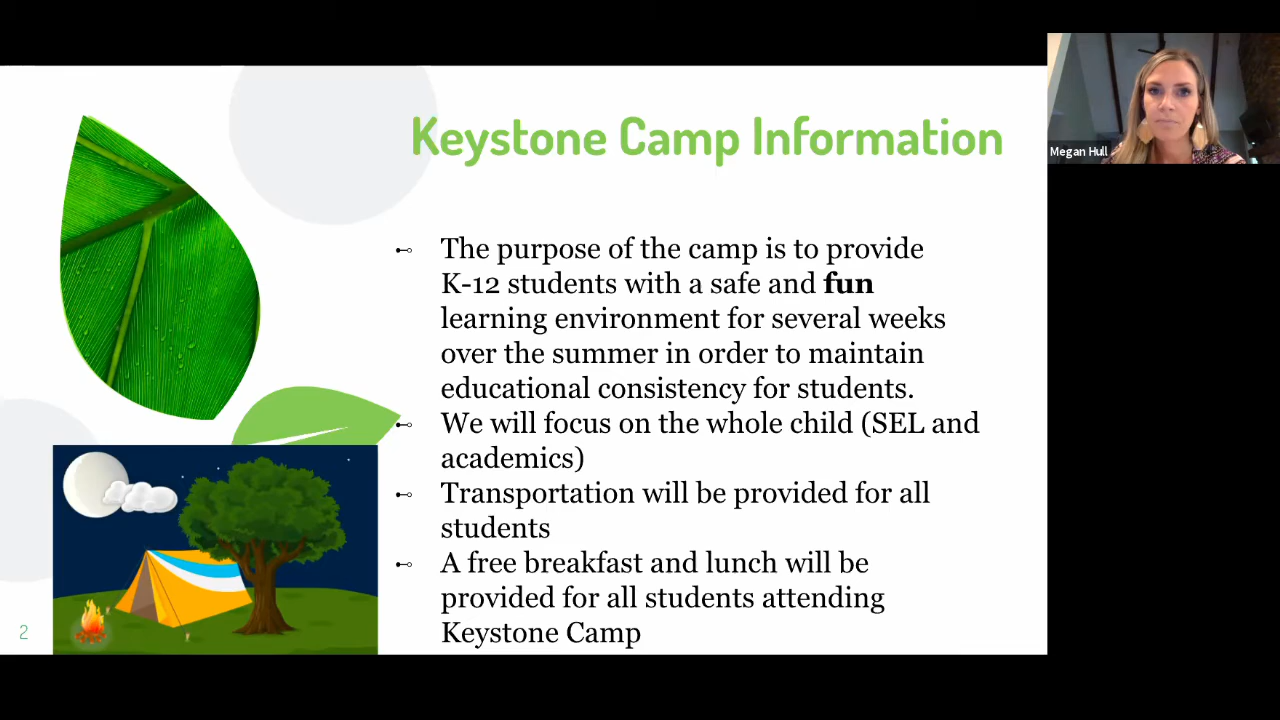 Keystone Camp Information
Megan Hull
The purpose of the camp is to provide
K-12 students with a safe and fun
learning environment for several weeks
over the summer in order to maintain
educational consistency for students.
We will focus on the whole child (SEL and
academics)
Transportation will be provided for all
students
A free breakfast and lunch will be
provided for all students attending
Keystone Camp
2